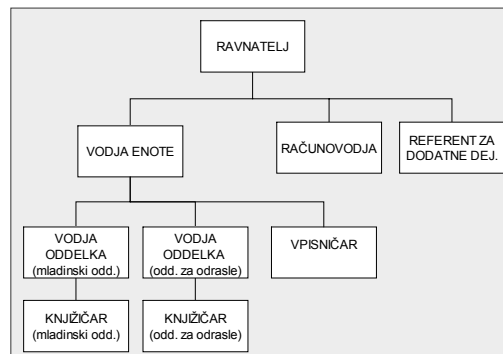 RAVNATELJ
VODJA ENOTE
RAČUNOVODJA
REFERENT ZA
DODATNE DEJ.
VODJA
ODDELKA
(mladinski odd.)
VODJA
ODDELKA
(odd. za odrasle)
VPISNIČAR
KNJIŽIČAR
(mladinski odd.)
KNJIŽIČAR
(odd. za odrasle)